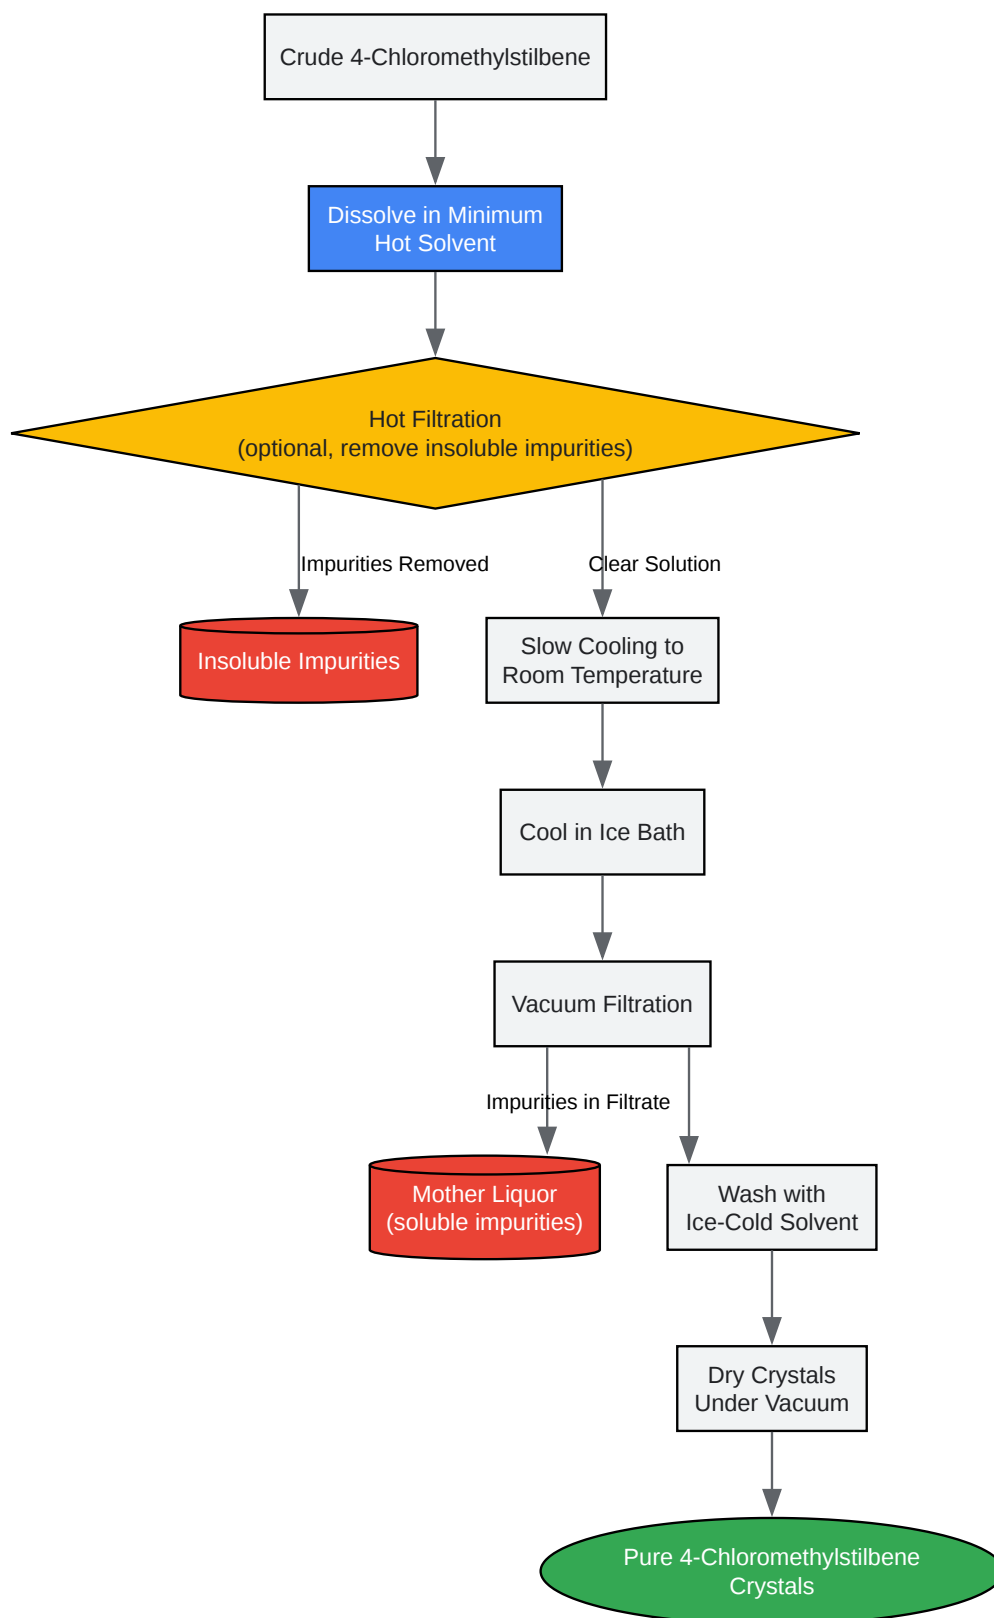 Crude 4-Chloromethylstilbene
Dissolve in Minimum
Hot Solvent
Hot Filtration
(optional, remove insoluble impurities)
Impurities Removed
Clear Solution
Insoluble Impurities
Slow Cooling to
Room Temperature
Cool in Ice Bath
Vacuum Filtration
Impurities in Filtrate
Mother Liquor
(soluble impurities)
Wash with
Ice-Cold Solvent
Dry Crystals
Under Vacuum
Pure 4-Chloromethylstilbene
Crystals